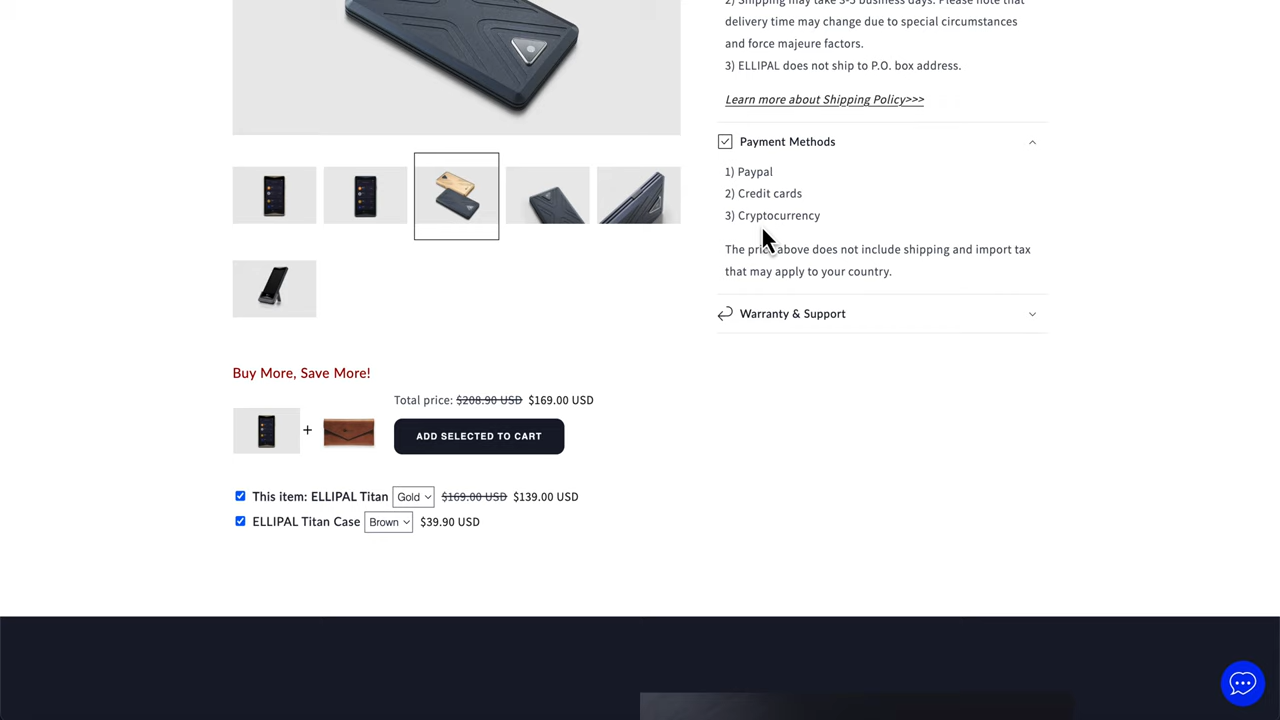 2) Shipping may take 3-5 business days. Please note that
delivery time may change due to special circumstances
and force majeure factors.
3) ELLIPAL does not ship to P.O. box address.
Learn more about Shipping Policy>>>
Payment Methods
1) Paypal
2) Credit cards
3) Cryptocurrency
The price above does not include shipping and import tax
that may apply to your country.
Warranty & Support
Buy More, Save More!
Total price: $208.90 USD $169.00 USD
+
ADD SELECTED TO CART
This item: ELLIPAL Titan Gold $169.00 USD $139.00 USD
ELLIPAL Titan Case Brown $39.90 USD